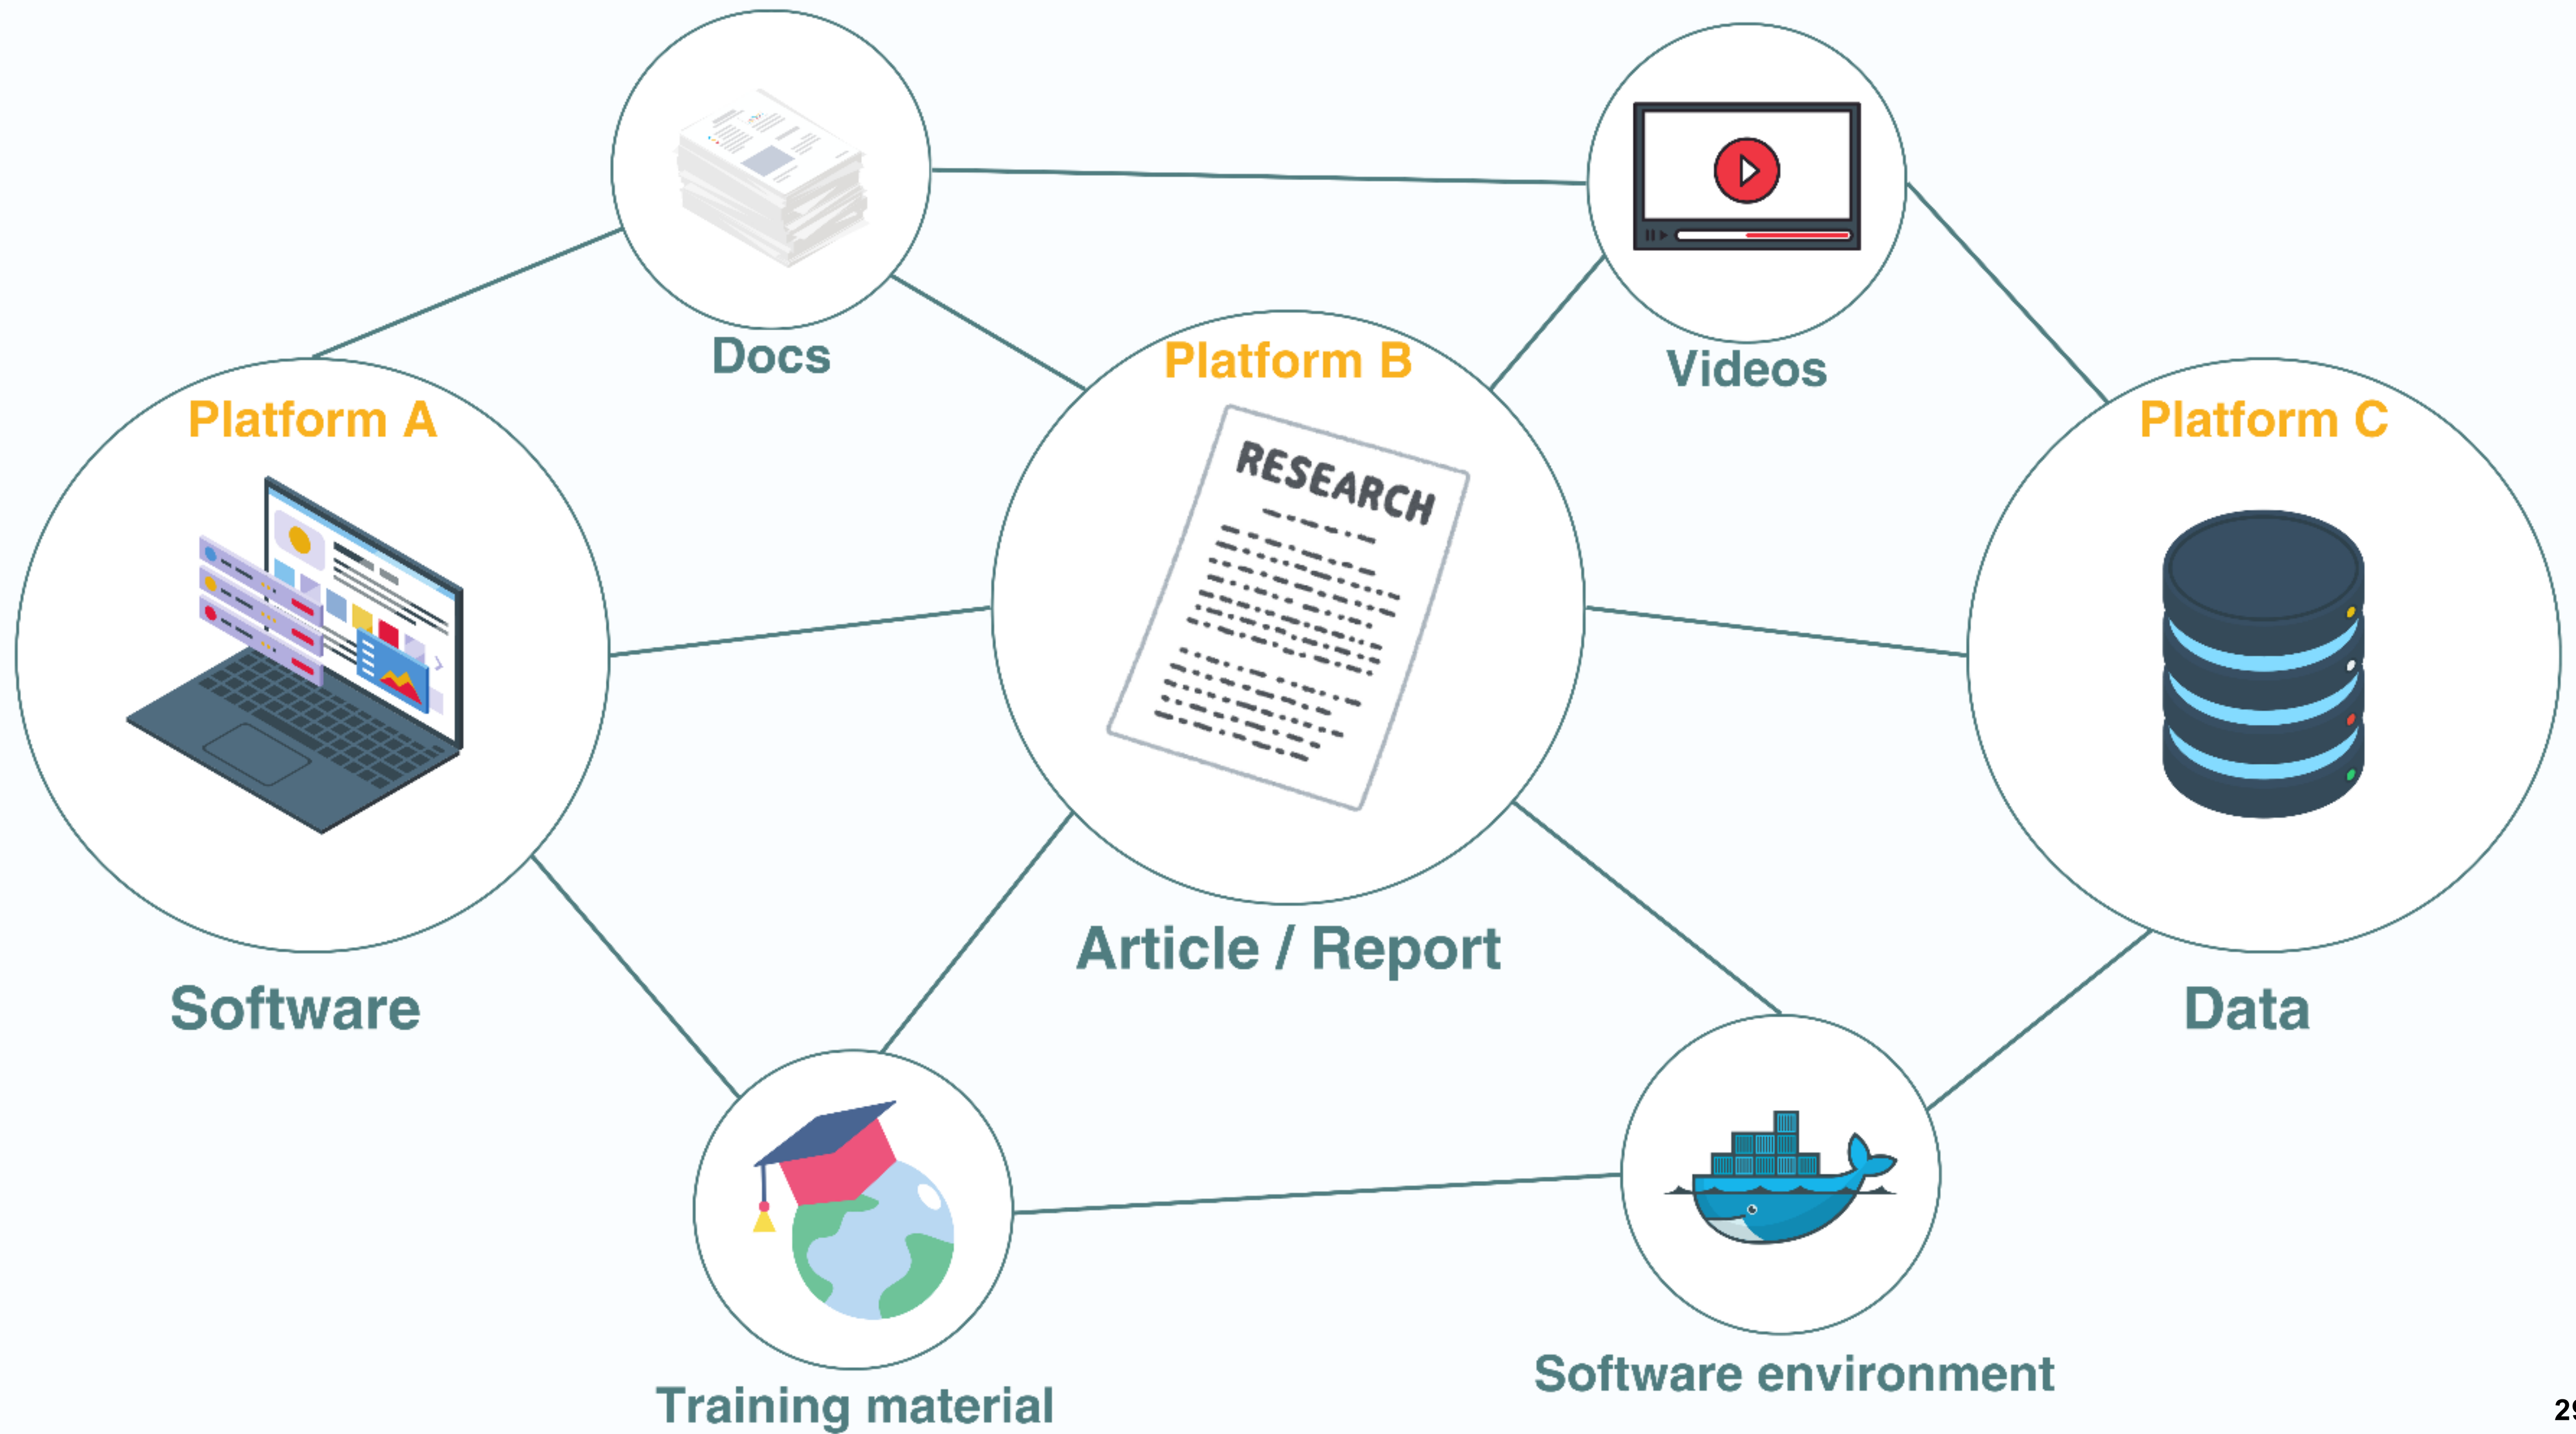 Docs
Videos
Platform A
Platform B
Platform C
RESEARCH
Software
Article / Report
Data
Training material
Software environment